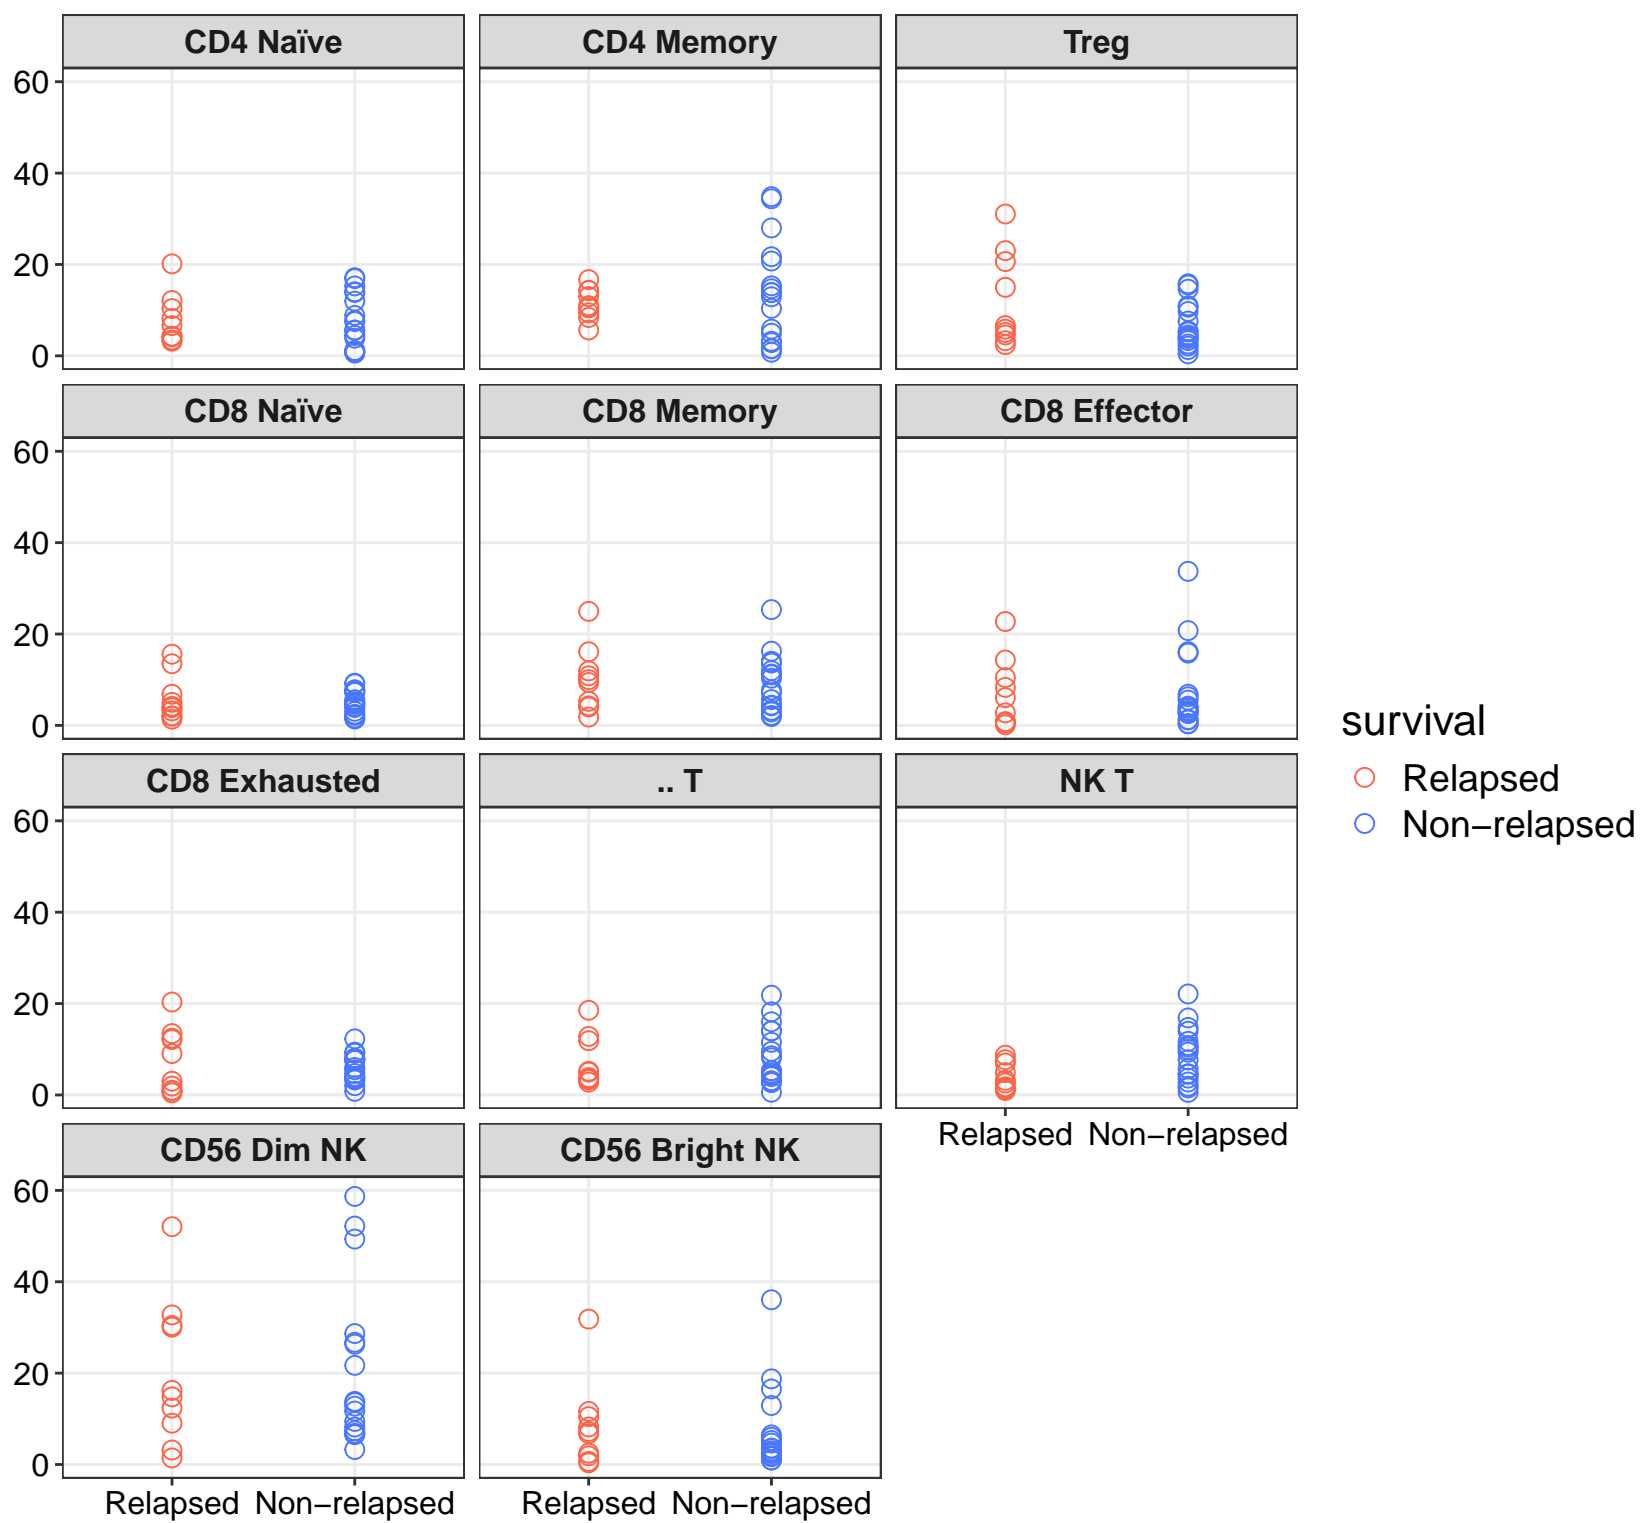 CD4 Naïve CD4 Memory Treg
60
40
20
0
CD8 Naïve CD8 Memory CD8 Effector
60
40
20
0
survival
Relapsed
Non−relapsed
CD8 Exhausted .. T NK T
60
40
20
0
Relapsed Non−relapsed
CD56 Dim NK CD56 Bright NK
60
40
20
0
Relapsed Non−relapsed Relapsed Non−relapsed